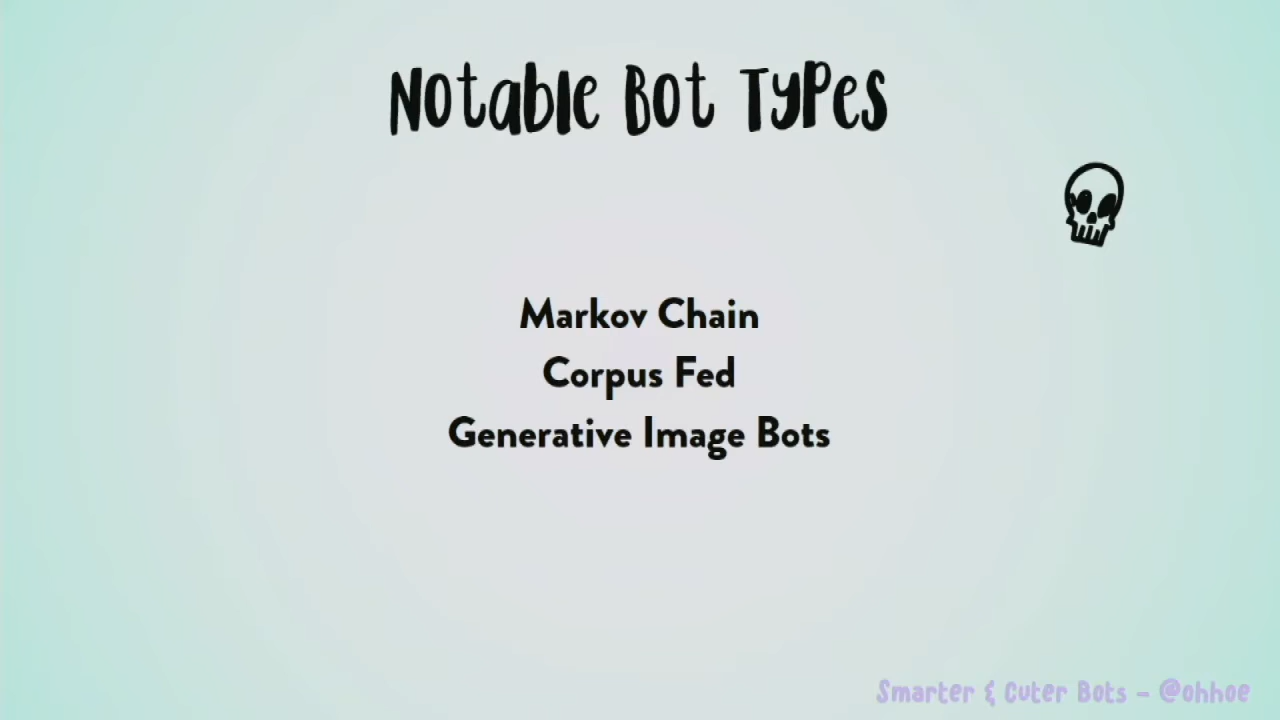 Notable Bot Types
Markov Chain
Corpus Fed
Generative Image Bots
Smarter & Cuter Bots - @ohhoe